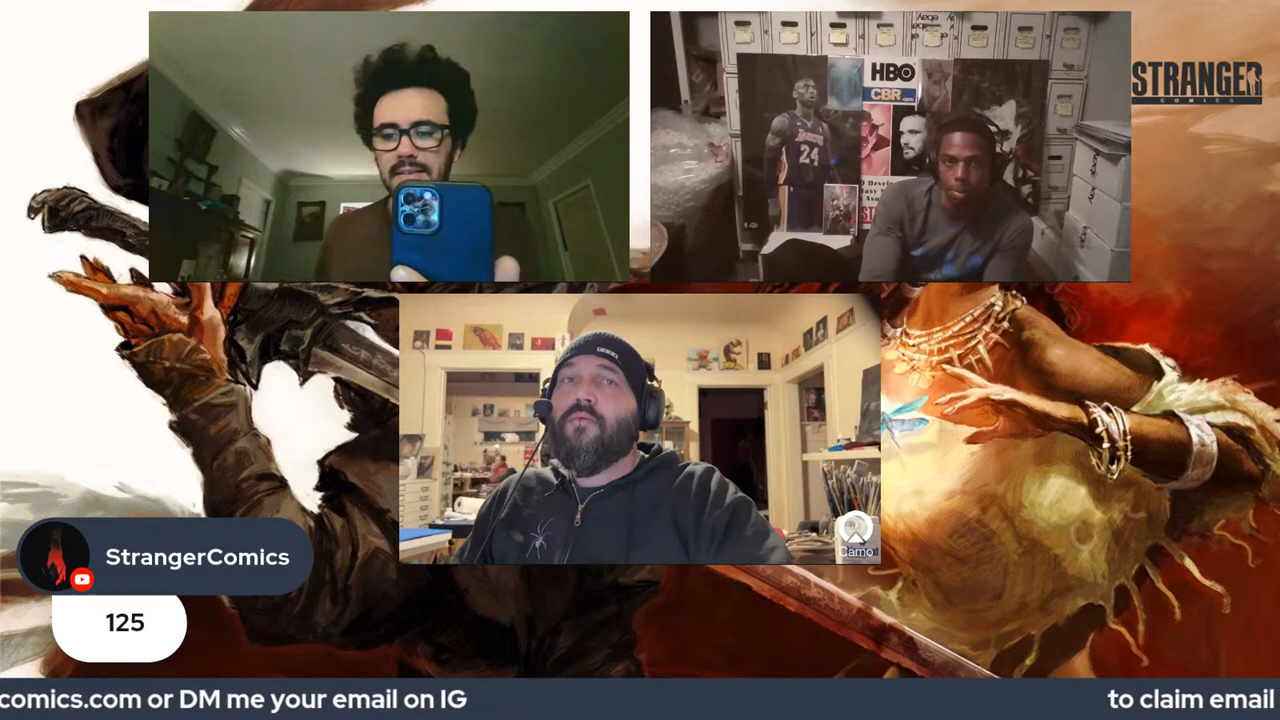 HBO
CBR.com
24
STRANGER
COMICS
Camo
StrangerComics
125
comics.com or DM me your email on IG
to claim email